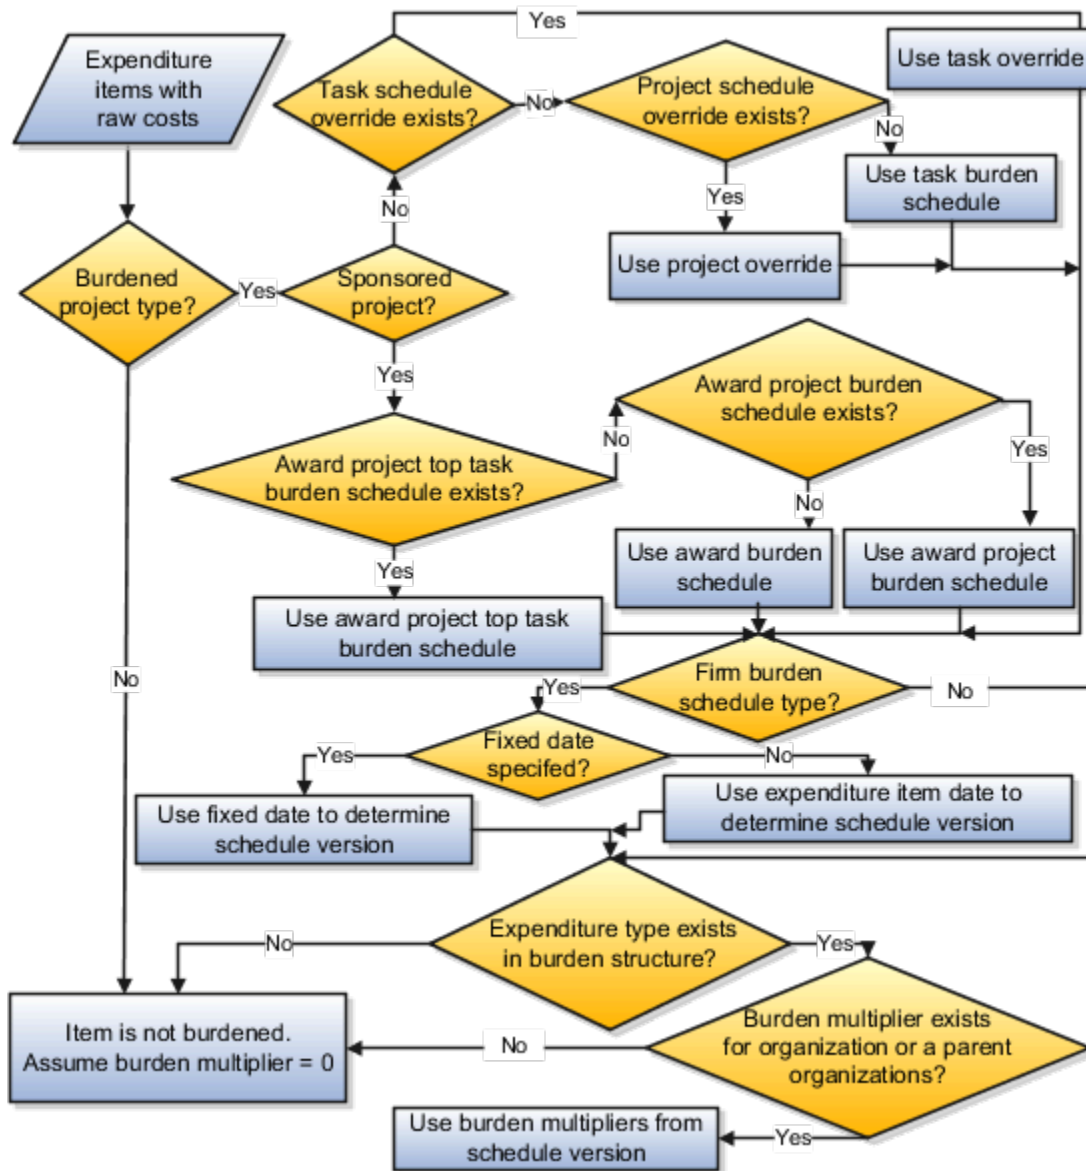 Expenditure
items with
raw costs
Yes
Task schedule
override exists?
No
Project schedule
override exists?
Use task override
No
Use task burden
schedule
Yes
Use project override
No
Burdened
project type?
Yes
Sponsored
project?
Yes
Award project burden
schedule exists?
No
Yes
Award project top task
burden schedule exists?
No
Yes
Use award burden
schedule
Use award project
burden schedule
Use award project top task
burden schedule
No
Firm burden
schedule type?
Yes
No
Fixed date
specifed?
Yes
No
Use fixed date to determine
schedule version
Use expenditure item date to
determine schedule version
Expenditure type exists
in burden structure?
No
Yes
Item is not burdened.
Assume burden multiplier = 0
Burden multiplier exists
for organization or a parent
organizations?
No
Yes
Use burden multipliers from
schedule version